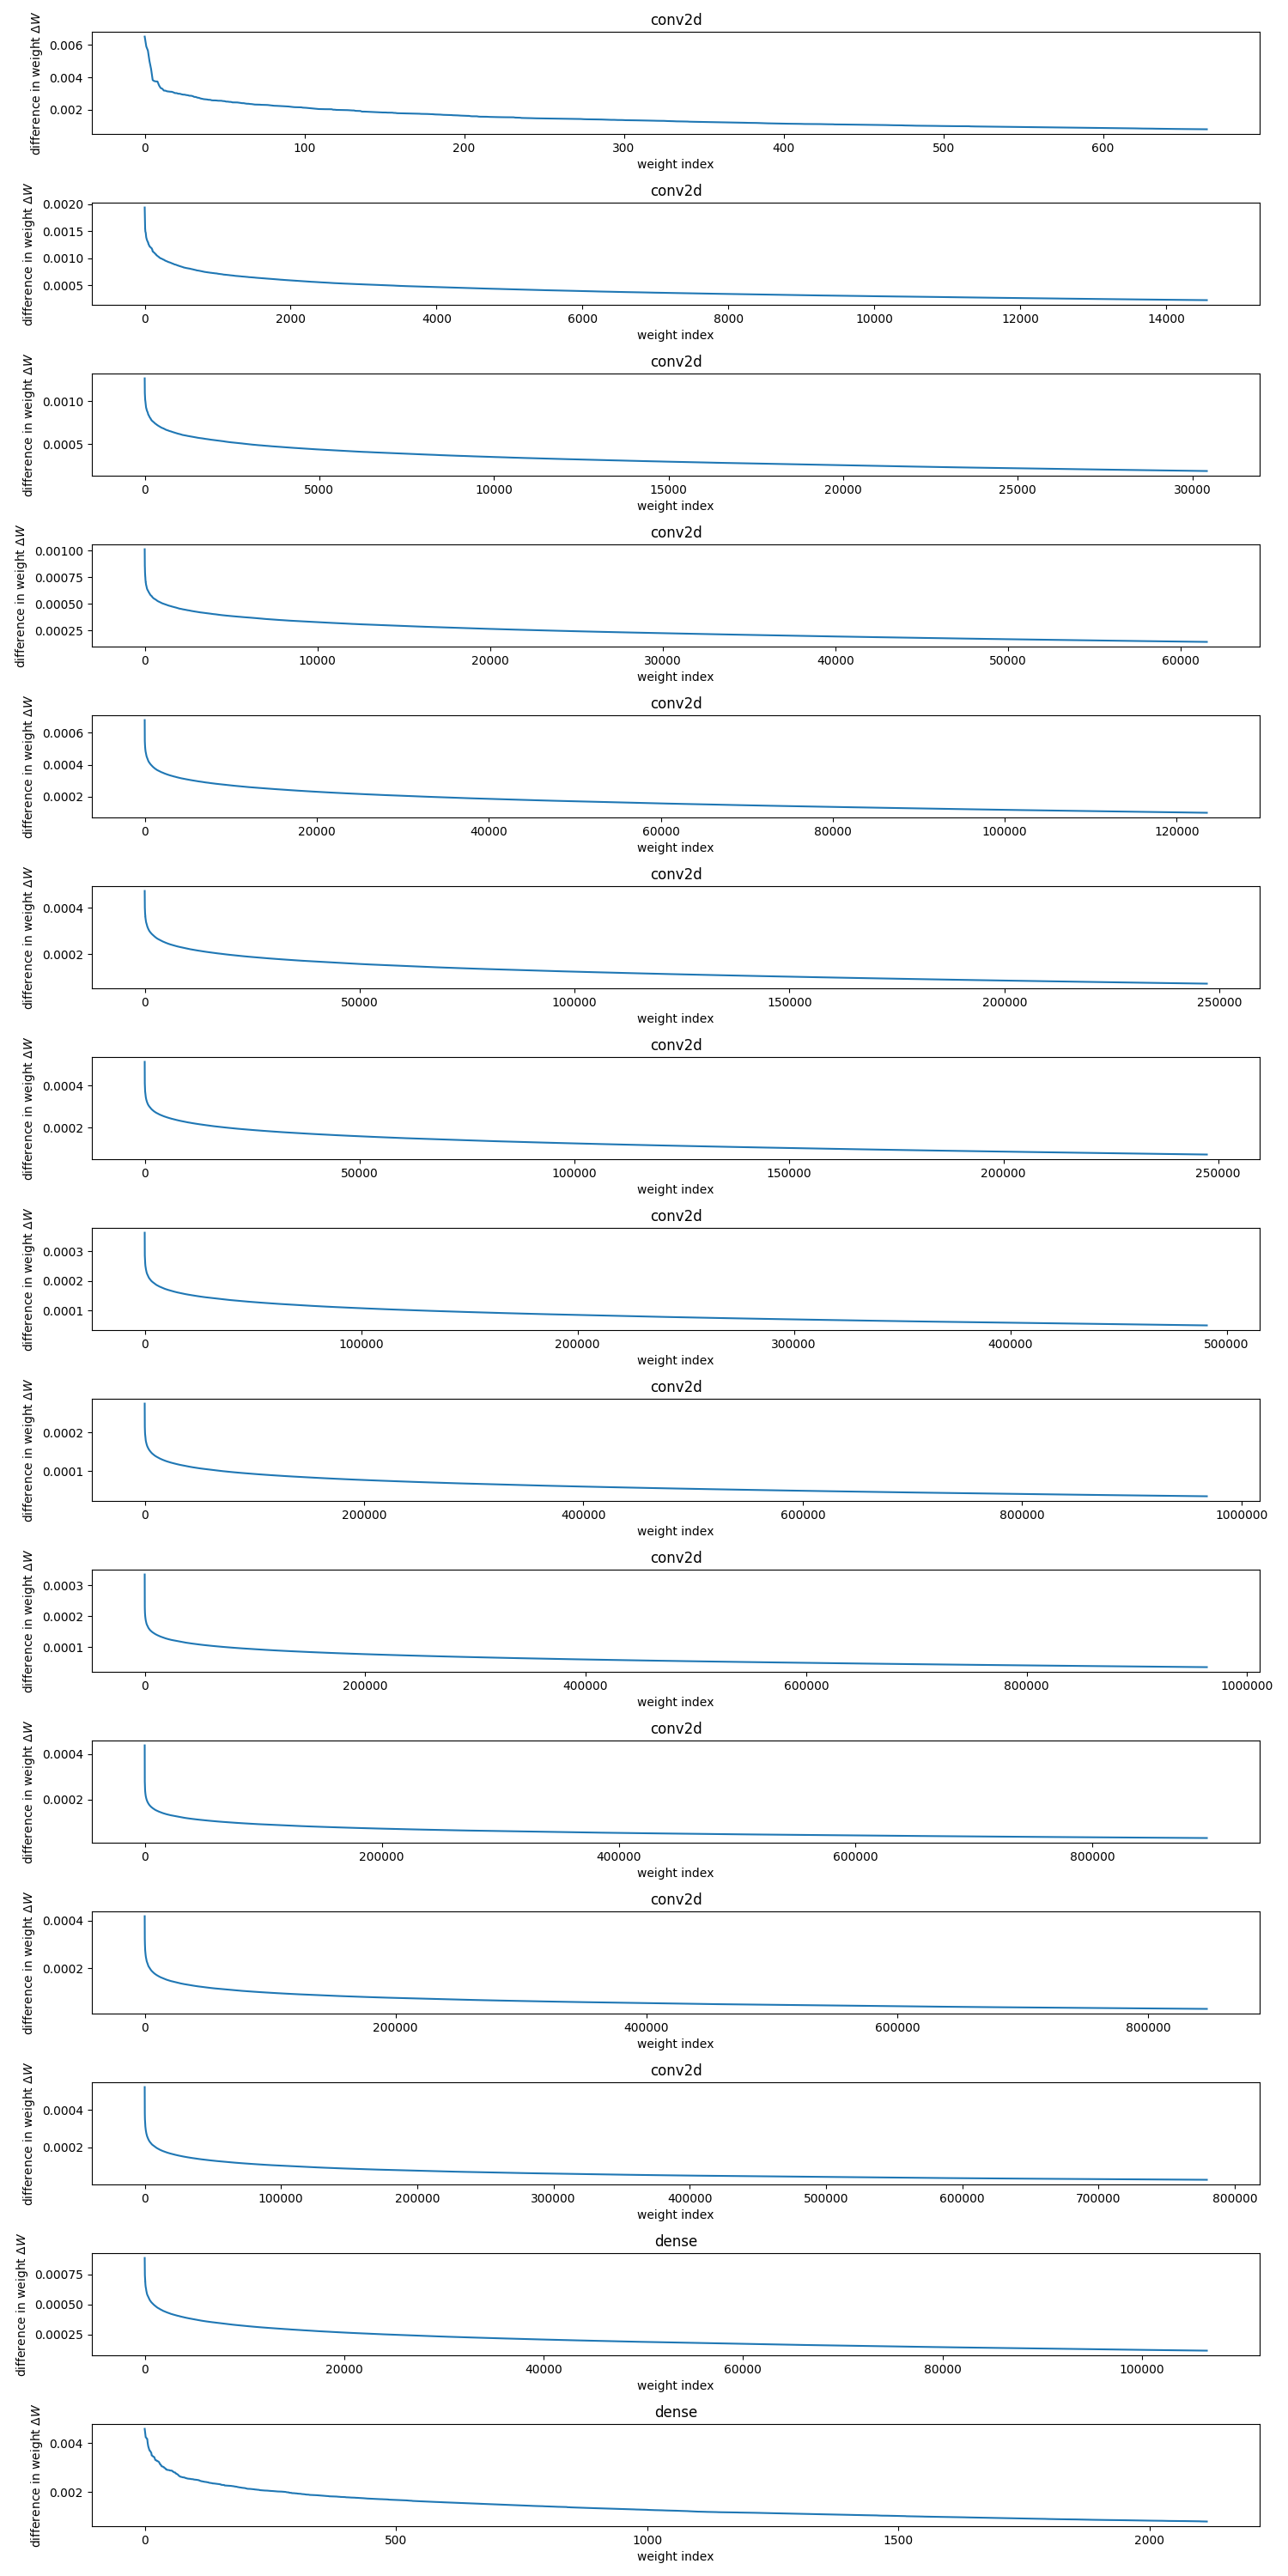 conv2d
difference in weight ΔW
0.006
0.004
0.002
0 100 200 300 400 500 600
weight index
conv2d
difference in weight ΔW
0.0020
0.0015
0.0010
0.0005
0 2000 4000 6000 8000 10000 12000 14000
weight index
conv2d
difference in weight ΔW
0.0010
0.0005
0 5000 10000 15000 20000 25000 30000
weight index
conv2d
difference in weight ΔW
0.00100
0.00075
0.00050
0.00025
0 10000 20000 30000 40000 50000 60000
weight index
conv2d
difference in weight ΔW
0.0006
0.0004
0.0002
0 20000 40000 60000 80000 100000 120000
weight index
conv2d
difference in weight ΔW
0.0004
0.0002
0 50000 100000 150000 200000 250000
weight index
conv2d
difference in weight ΔW
0.0004
0.0002
0 50000 100000 150000 200000 250000
weight index
conv2d
difference in weight ΔW
0.0003
0.0002
0.0001
0 100000 200000 300000 400000 500000
weight index
conv2d
difference in weight ΔW
0.0002
0.0001
0 200000 400000 600000 800000 1000000
weight index
conv2d
difference in weight ΔW
0.0003
0.0002
0.0001
0 200000 400000 600000 800000 1000000
weight index
conv2d
difference in weight ΔW
0.0004
0.0002
0 200000 400000 600000 800000
weight index
conv2d
difference in weight ΔW
0.0004
0.0002
0 200000 400000 600000 800000
weight index
conv2d
difference in weight ΔW
0.0004
0.0002
0 100000 200000 300000 400000 500000 600000 700000 800000
weight index
dense
difference in weight ΔW
0.00075
0.00050
0.00025
0 20000 40000 60000 80000 100000
weight index
dense
difference in weight ΔW
0.004
0.002
0 500 1000 1500 2000
weight index